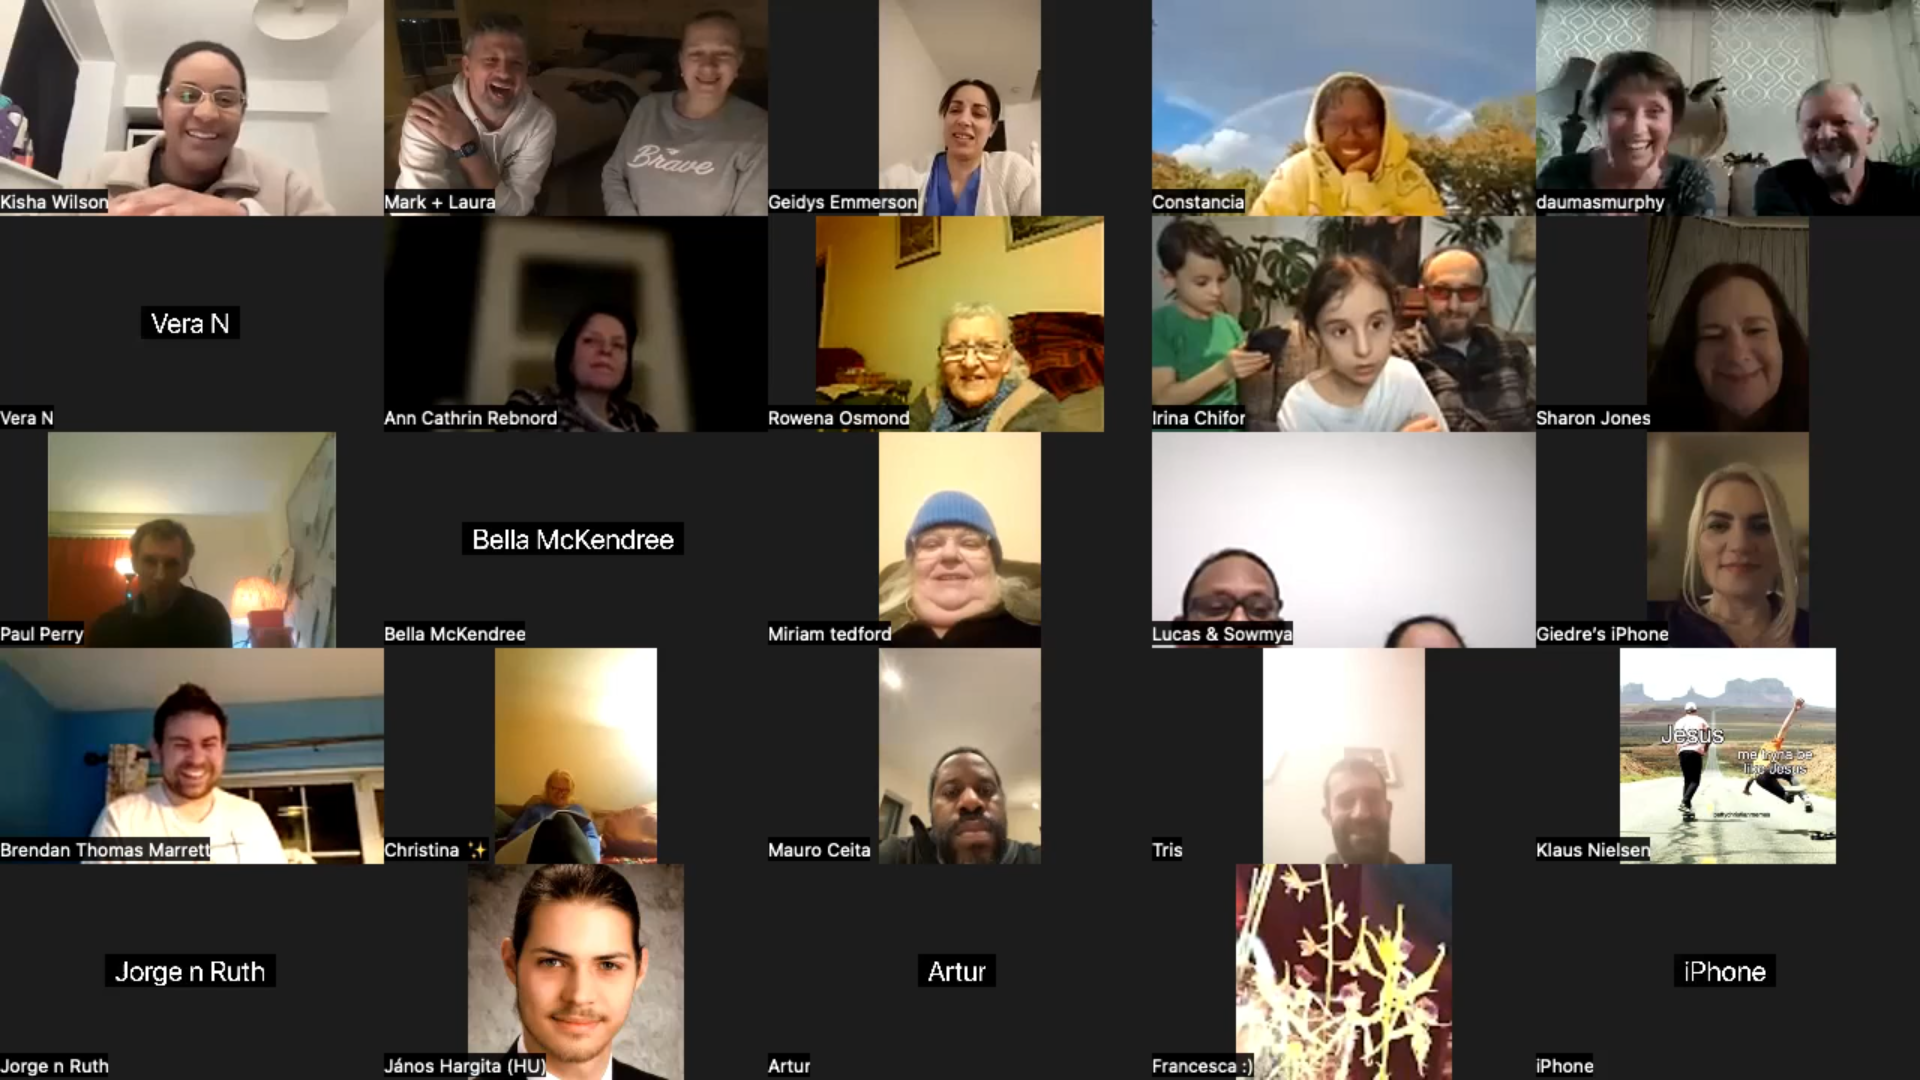 Kisha Wilson
Mark + Laura
Brave
Geidys Emmerson
Constancia
daumasmurphy
Vera N
Vera N
Ann Cathrin Rebnord
Rowena Osmond
Irina Chifor
Sharon Jones
Paul Perry
Bella McKendree
Bella McKendree
Miriam tedford
Lucas & Sowmya
Giedre's iPhone
Brendan Thomas Marrett
Christina ✨
Mauro Ceita
Tris
Jesus
me tryna be
like Jesus
Klaus Nielsen
Jorge n Ruth
Jorge n Ruth
János Hargita (HU)
Artur
Artur
Francesca :)
iPhone
iPhone